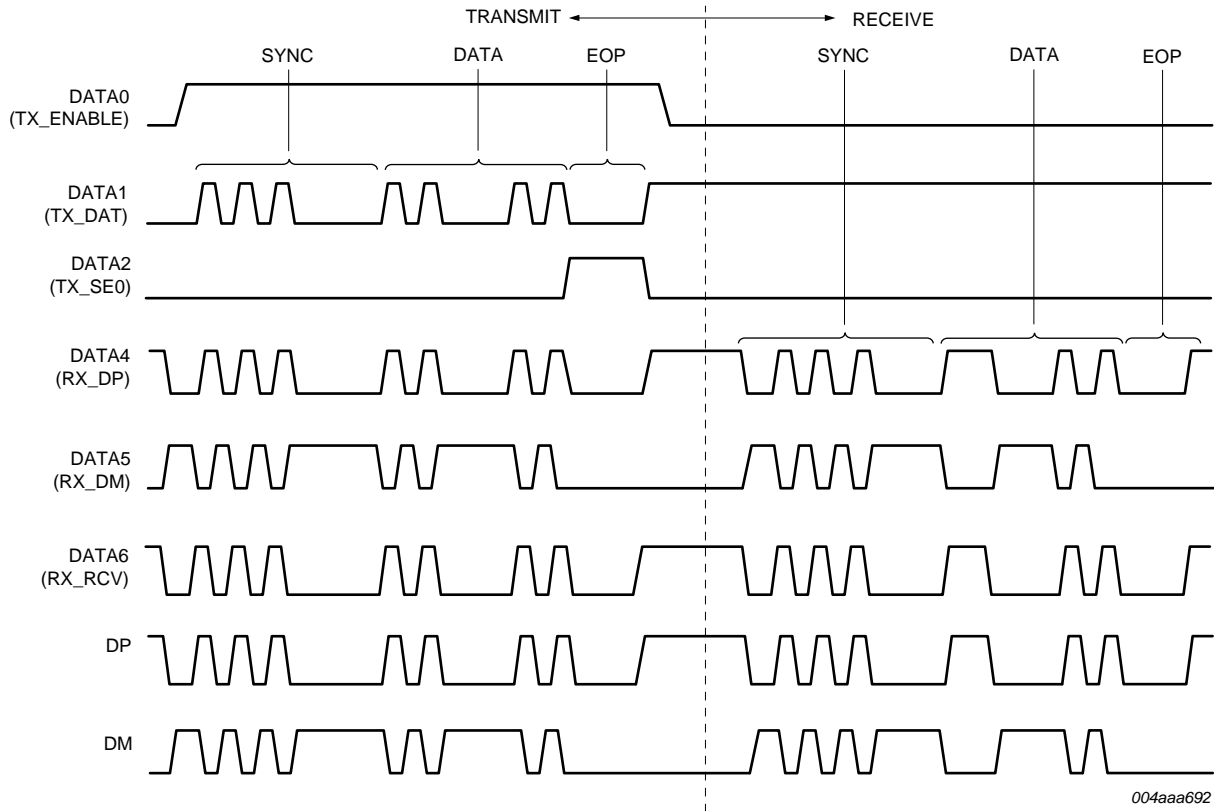 TRANSMIT
RECEIVE
SYNC
DATA
EOP
SYNC
DATA
EOP
DATA0
(TX_ENABLE)
DATA1
(TX_DAT)
DATA2
(TX_SE0)
DATA4
(RX_DP)
DATA5
(RX_DM)
DATA6
(RX_RCV)
DP
DM
004aaa692